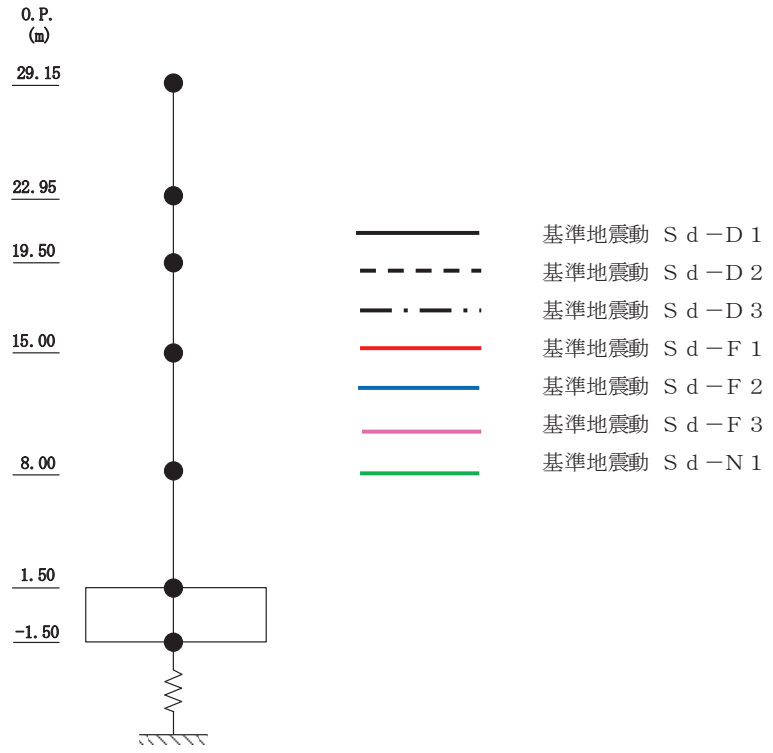 O.P.
(m)
29.15
22.95
19.50
15.00
8.00
1.50
-1.50
基準地震動 Ｓｄ－Ｄ１
基準地震動 Ｓｄ－Ｄ２
基準地震動 Ｓｄ－Ｄ３
基準地震動 Ｓｄ－Ｆ１
基準地震動 Ｓｄ－Ｆ２
基準地震動 Ｓｄ－Ｆ３
基準地震動 Ｓｄ－Ｎ１